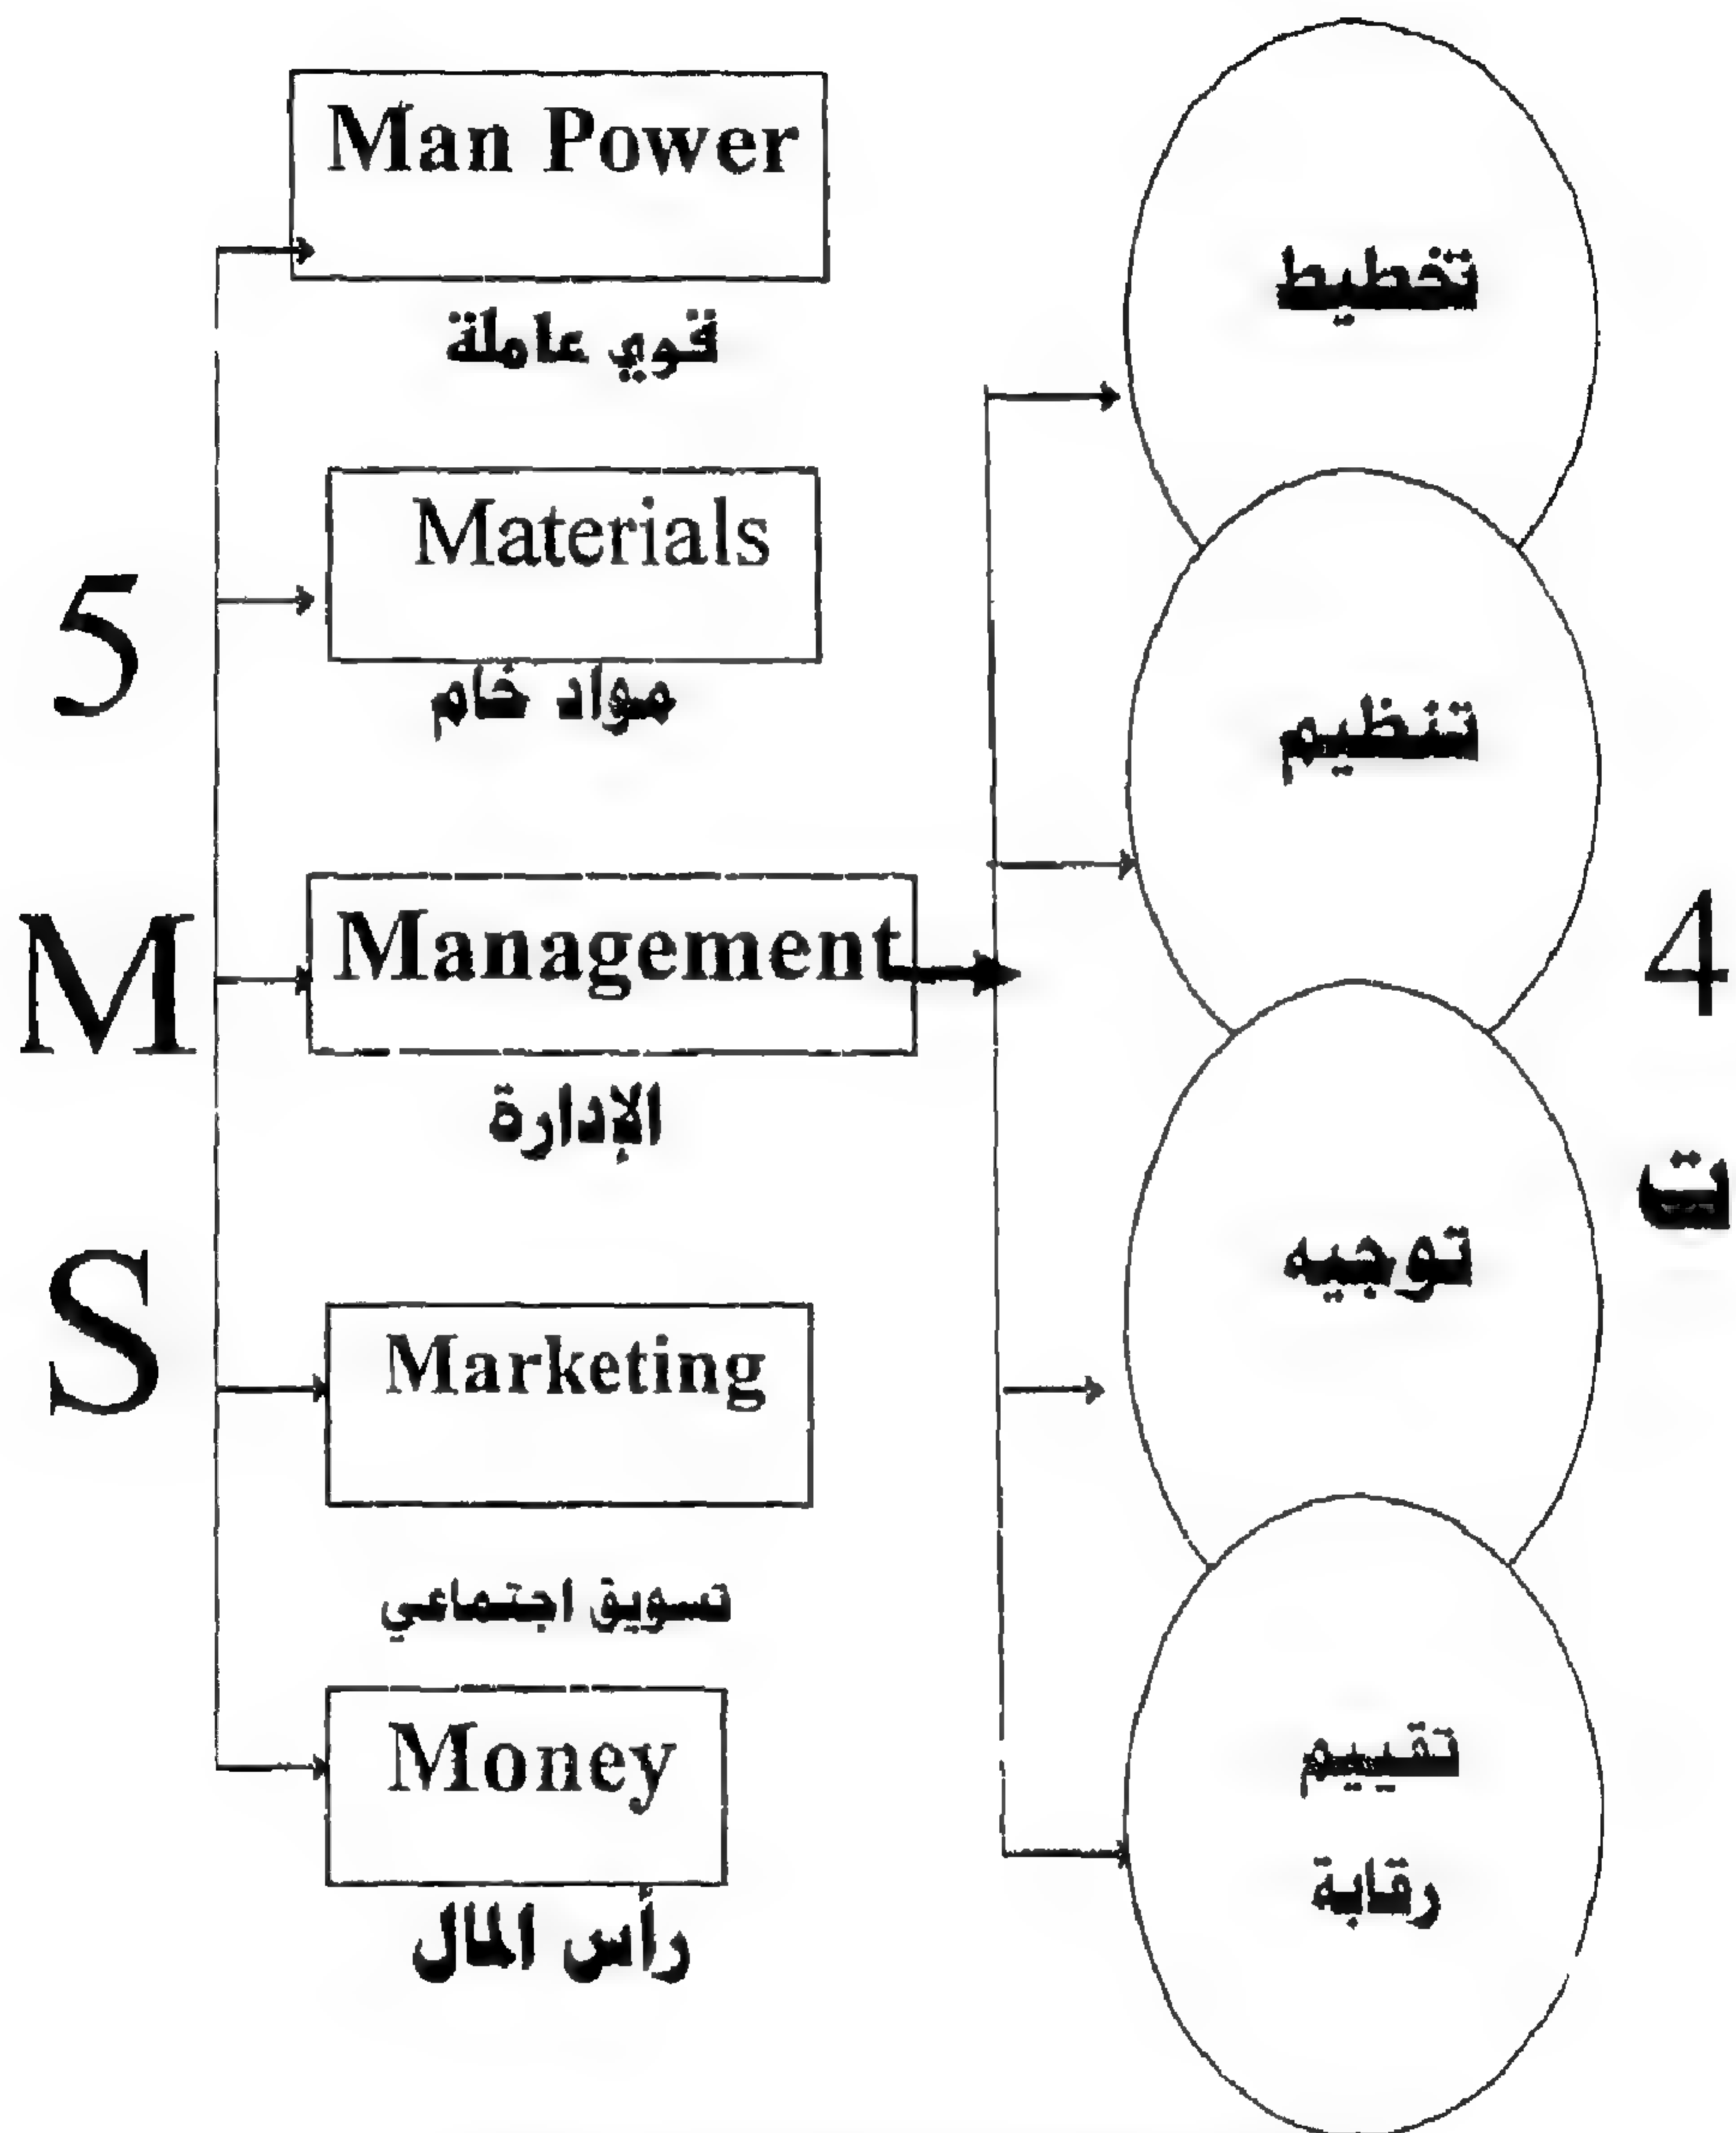 5
M
S
Man Power
قوي عاملة
Materials
مواد خام
Management
الإدارة
Marketing
تسويق اجتماعي
Money
رأس المال
تخطيط
تنظيم
توجيه
تقييم
رقابة
4
ت